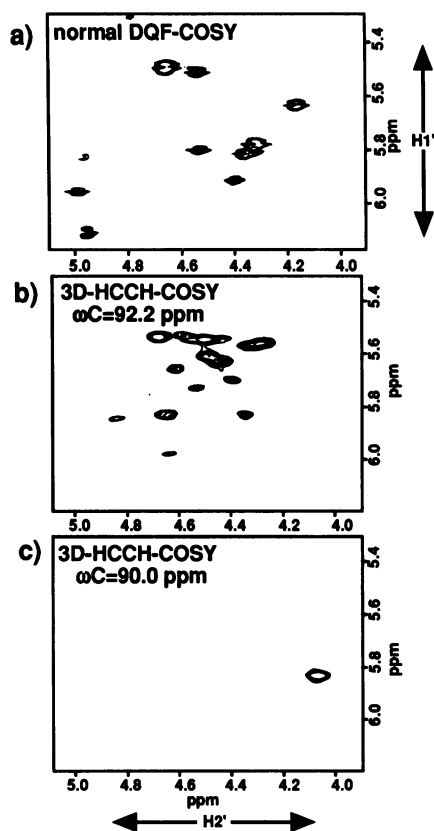 a) normal DQF-COSY
5.4
5.6
5.8
6.0
ppm
H1'
5.0 4.8 4.6 4.4 4.2 4.0
b) 3D-HCCH-COSY
ωC=92.2 ppm
5.4
5.6
5.8
6.0
ppm
5.0 4.8 4.6 4.4 4.2 4.0
c) 3D-HCCH-COSY
ωC=90.0 ppm
5.4
5.6
5.8
6.0
ppm
5.0 4.8 4.6 4.4 4.2 4.0
ppm
H2'